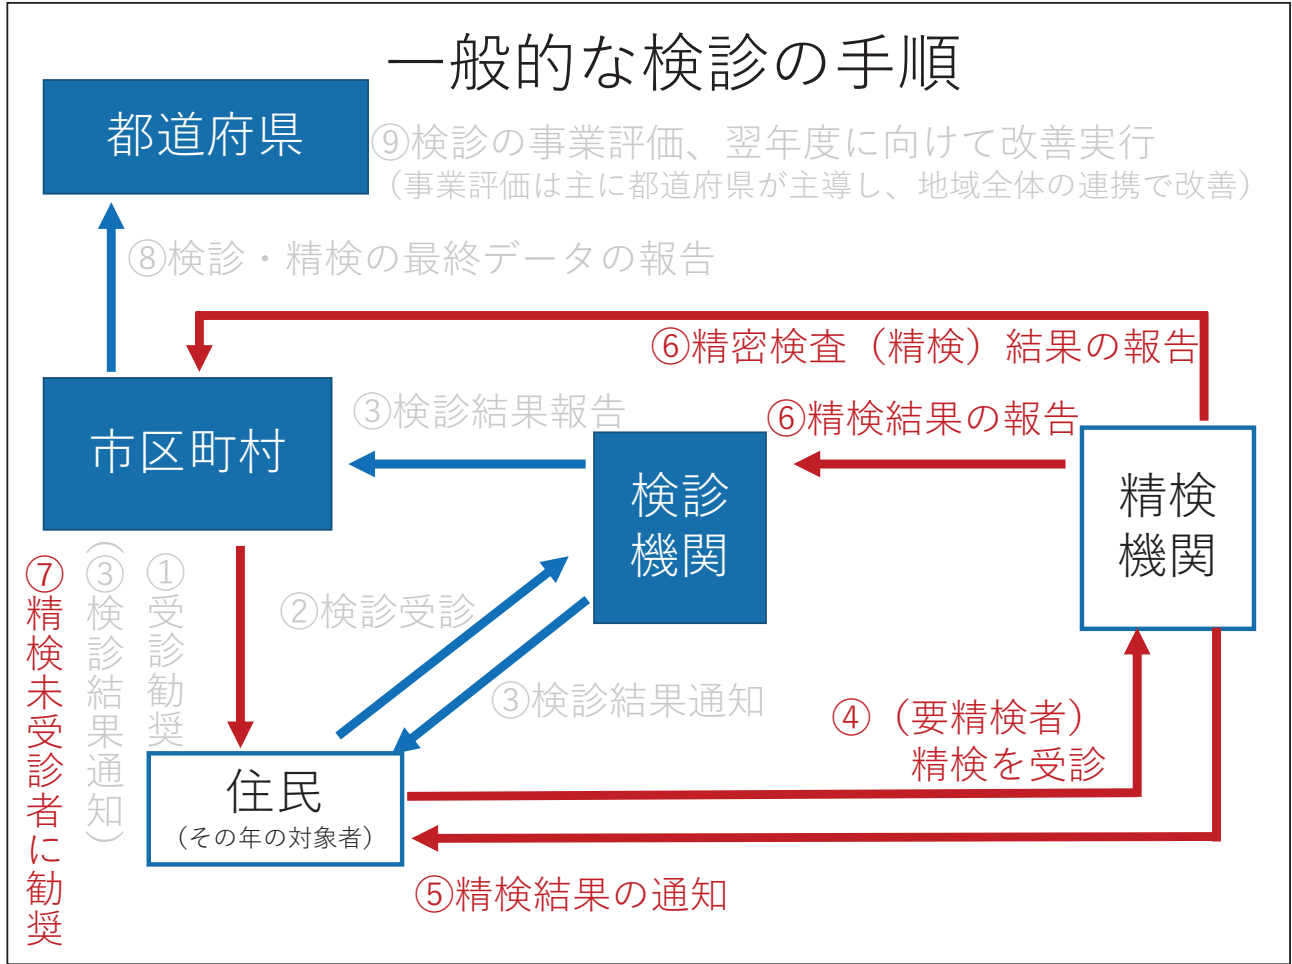 一般的な検診の手順
都道府県
⑨検診の事業評価、翌年度に向けて改善実行
（事業評価は主に都道府県が主導し、地域全体の連携で改善）
⑧検診・精検の最終データの報告
⑥精密検査（精検）結果の報告
③検診結果報告
⑥精検結果の報告
市区町村
検診
機関
精検
機関
⑦精検未受診者に勧奨
（③検診結果通知）
①受診勧奨
②検診受診
③検診結果通知
④（要精検者）
精検を受診
住民
（その年の対象者）
⑤精検結果の通知